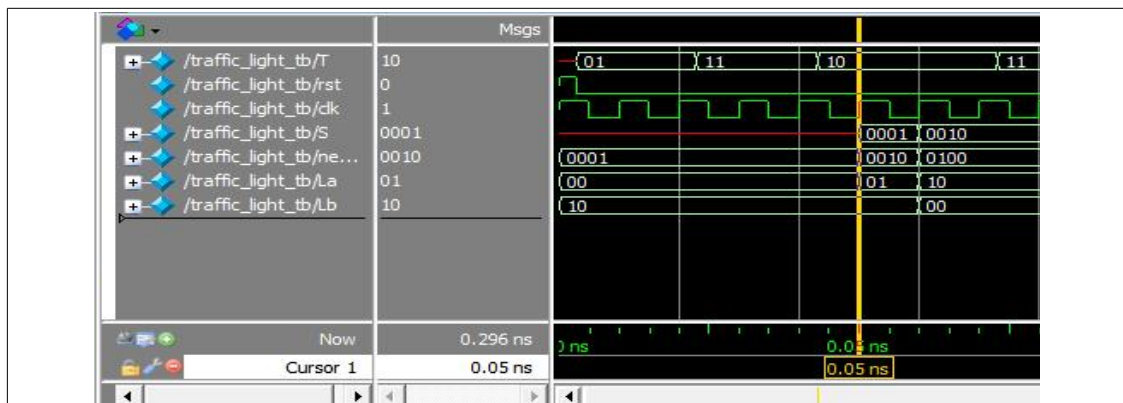 Msgs
/traffic_light_tb/T 10 01 11 10 11
/traffic_light_tb/rst 0
/traffic_light_tb/clk 1
/traffic_light_tb/S 0001 0001 0010
/traffic_light_tb/ne... 0010 0001 0010 0100
/traffic_light_tb/La 01 00 01 10
/traffic_light_tb/Lb 10 10 00
Now 0.296 ns ns ns
Cursor 1 0.05 ns 0.05 ns